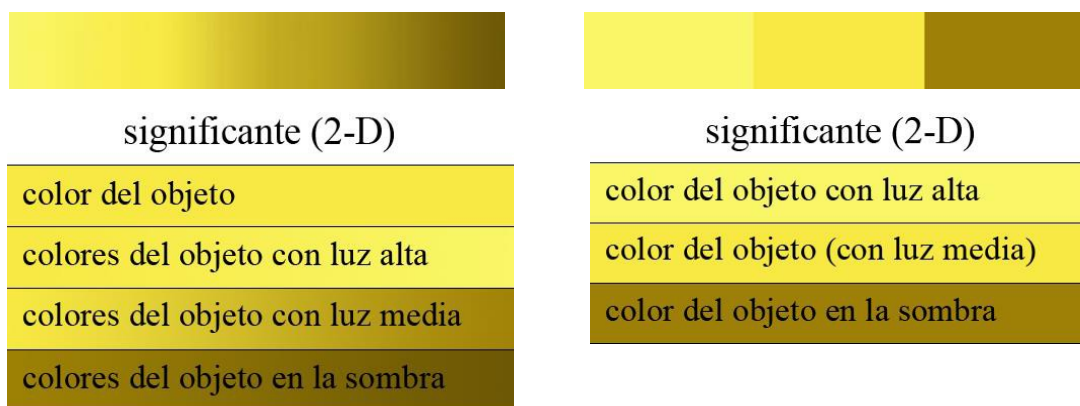 significante (2-D)
color del objeto
colores del objeto con luz alta
colores del objeto con luz media
colores del objeto en la sombra
significante (2-D)
color del objeto con luz alta
color del objeto (con luz media)
color del objeto en la sombra